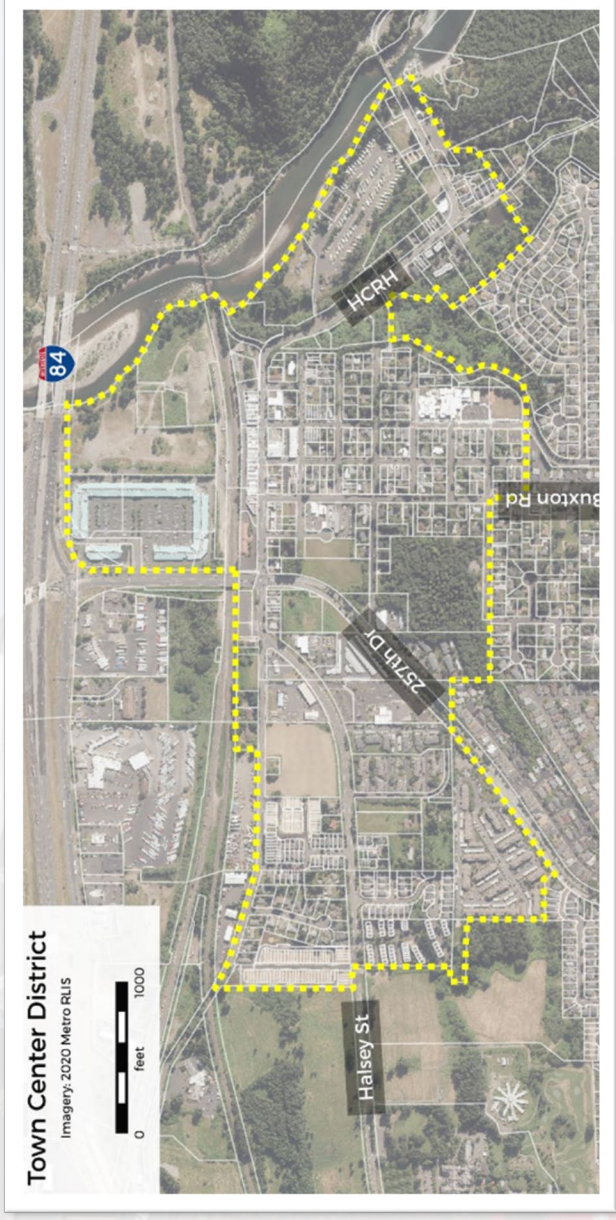 Town Center District
Imagery: 2020 Metro RLIS
0 feet 1000
84
HCRH
257th Dr
Buxton Rd
Halsey St